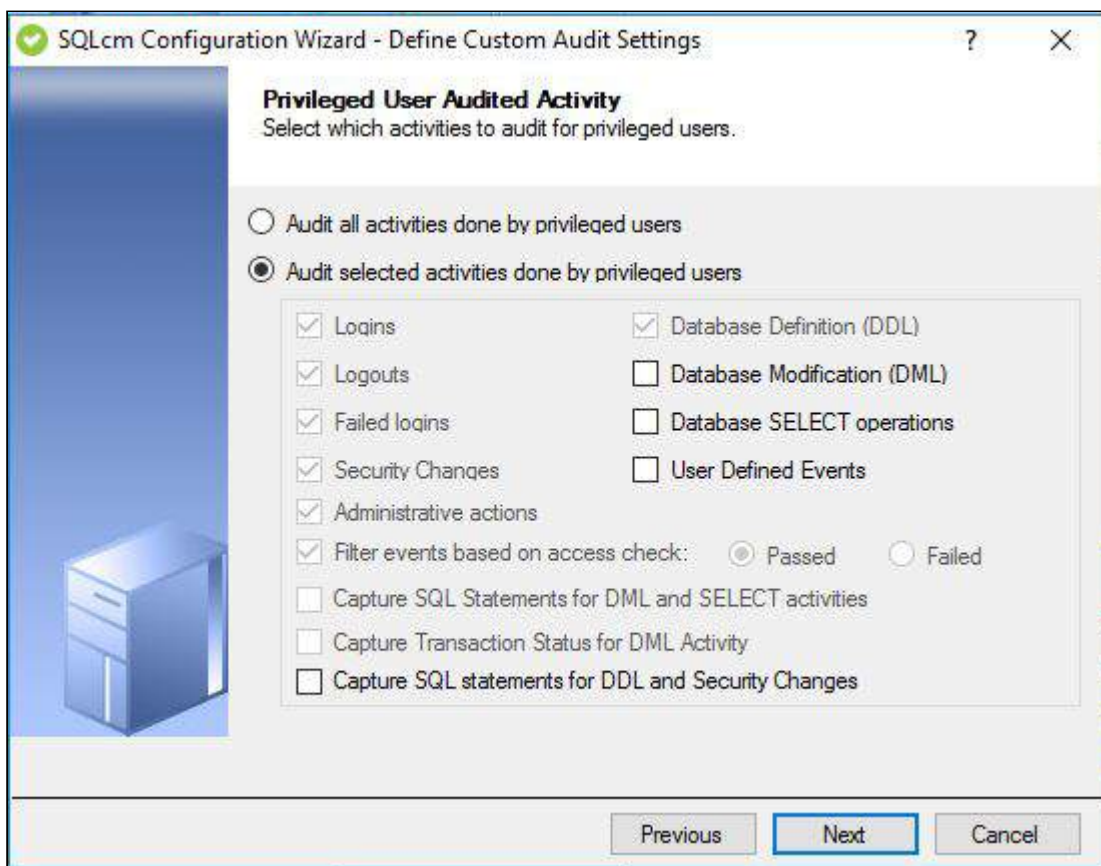 SQLcm Configuration Wizard - Define Custom Audit Settings ?
Privileged User Audited Activity
Select which activities to audit for privileged users.
Audit all activities done by privileged users
Audit selected activities done by privileged users
Logins Database Definition (DDL)
Logouts Database Modification (DML)
Failed logins Database SELECT operations
Security Changes User Defined Events
Administrative actions
Filter events based on access check: Passed Failed
Capture SQL Statements for DML and SELECT activities
Capture Transaction Status for DML Activity
Capture SQL statements for DDL and Security Changes
Previous Next Cancel